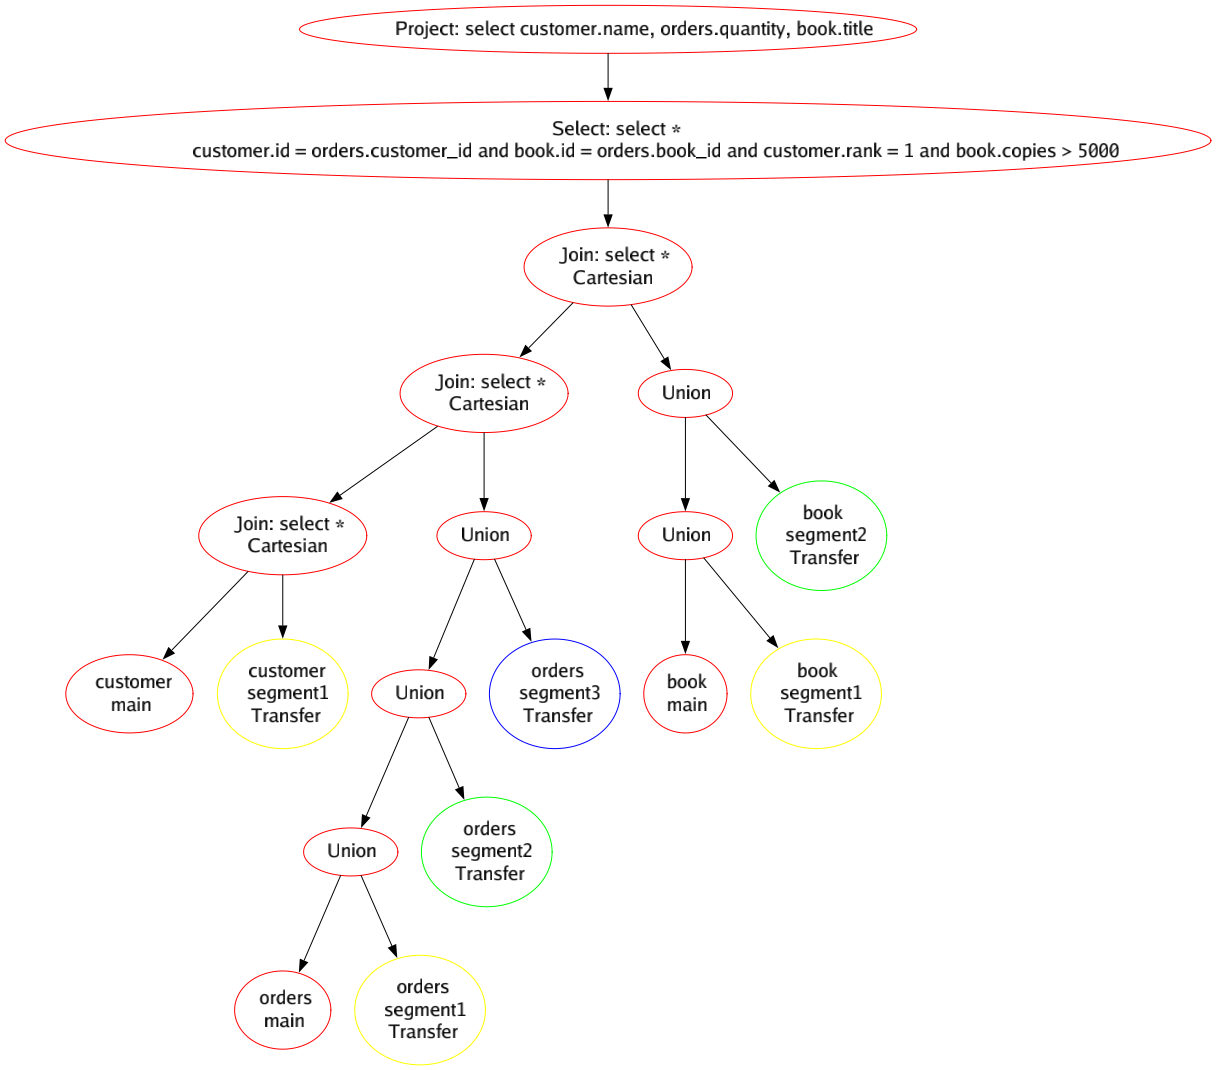 Project: select customer.name, orders.quantity, book.title
Select: select *
customer.id = orders.customer_id and book.id = orders.book_id and customer.rank = 1 and book.copies > 5000
Join: select *
Cartesian
Join: select *
Cartesian
Union
Join: select *
Cartesian
Union
Union
book
segment2
Transfer
customer
main
customer
segment1
Transfer
Union
orders
segment3
Transfer
book
main
book
segment1
Transfer
Union
orders
segment2
Transfer
orders
main
orders
segment1
Transfer